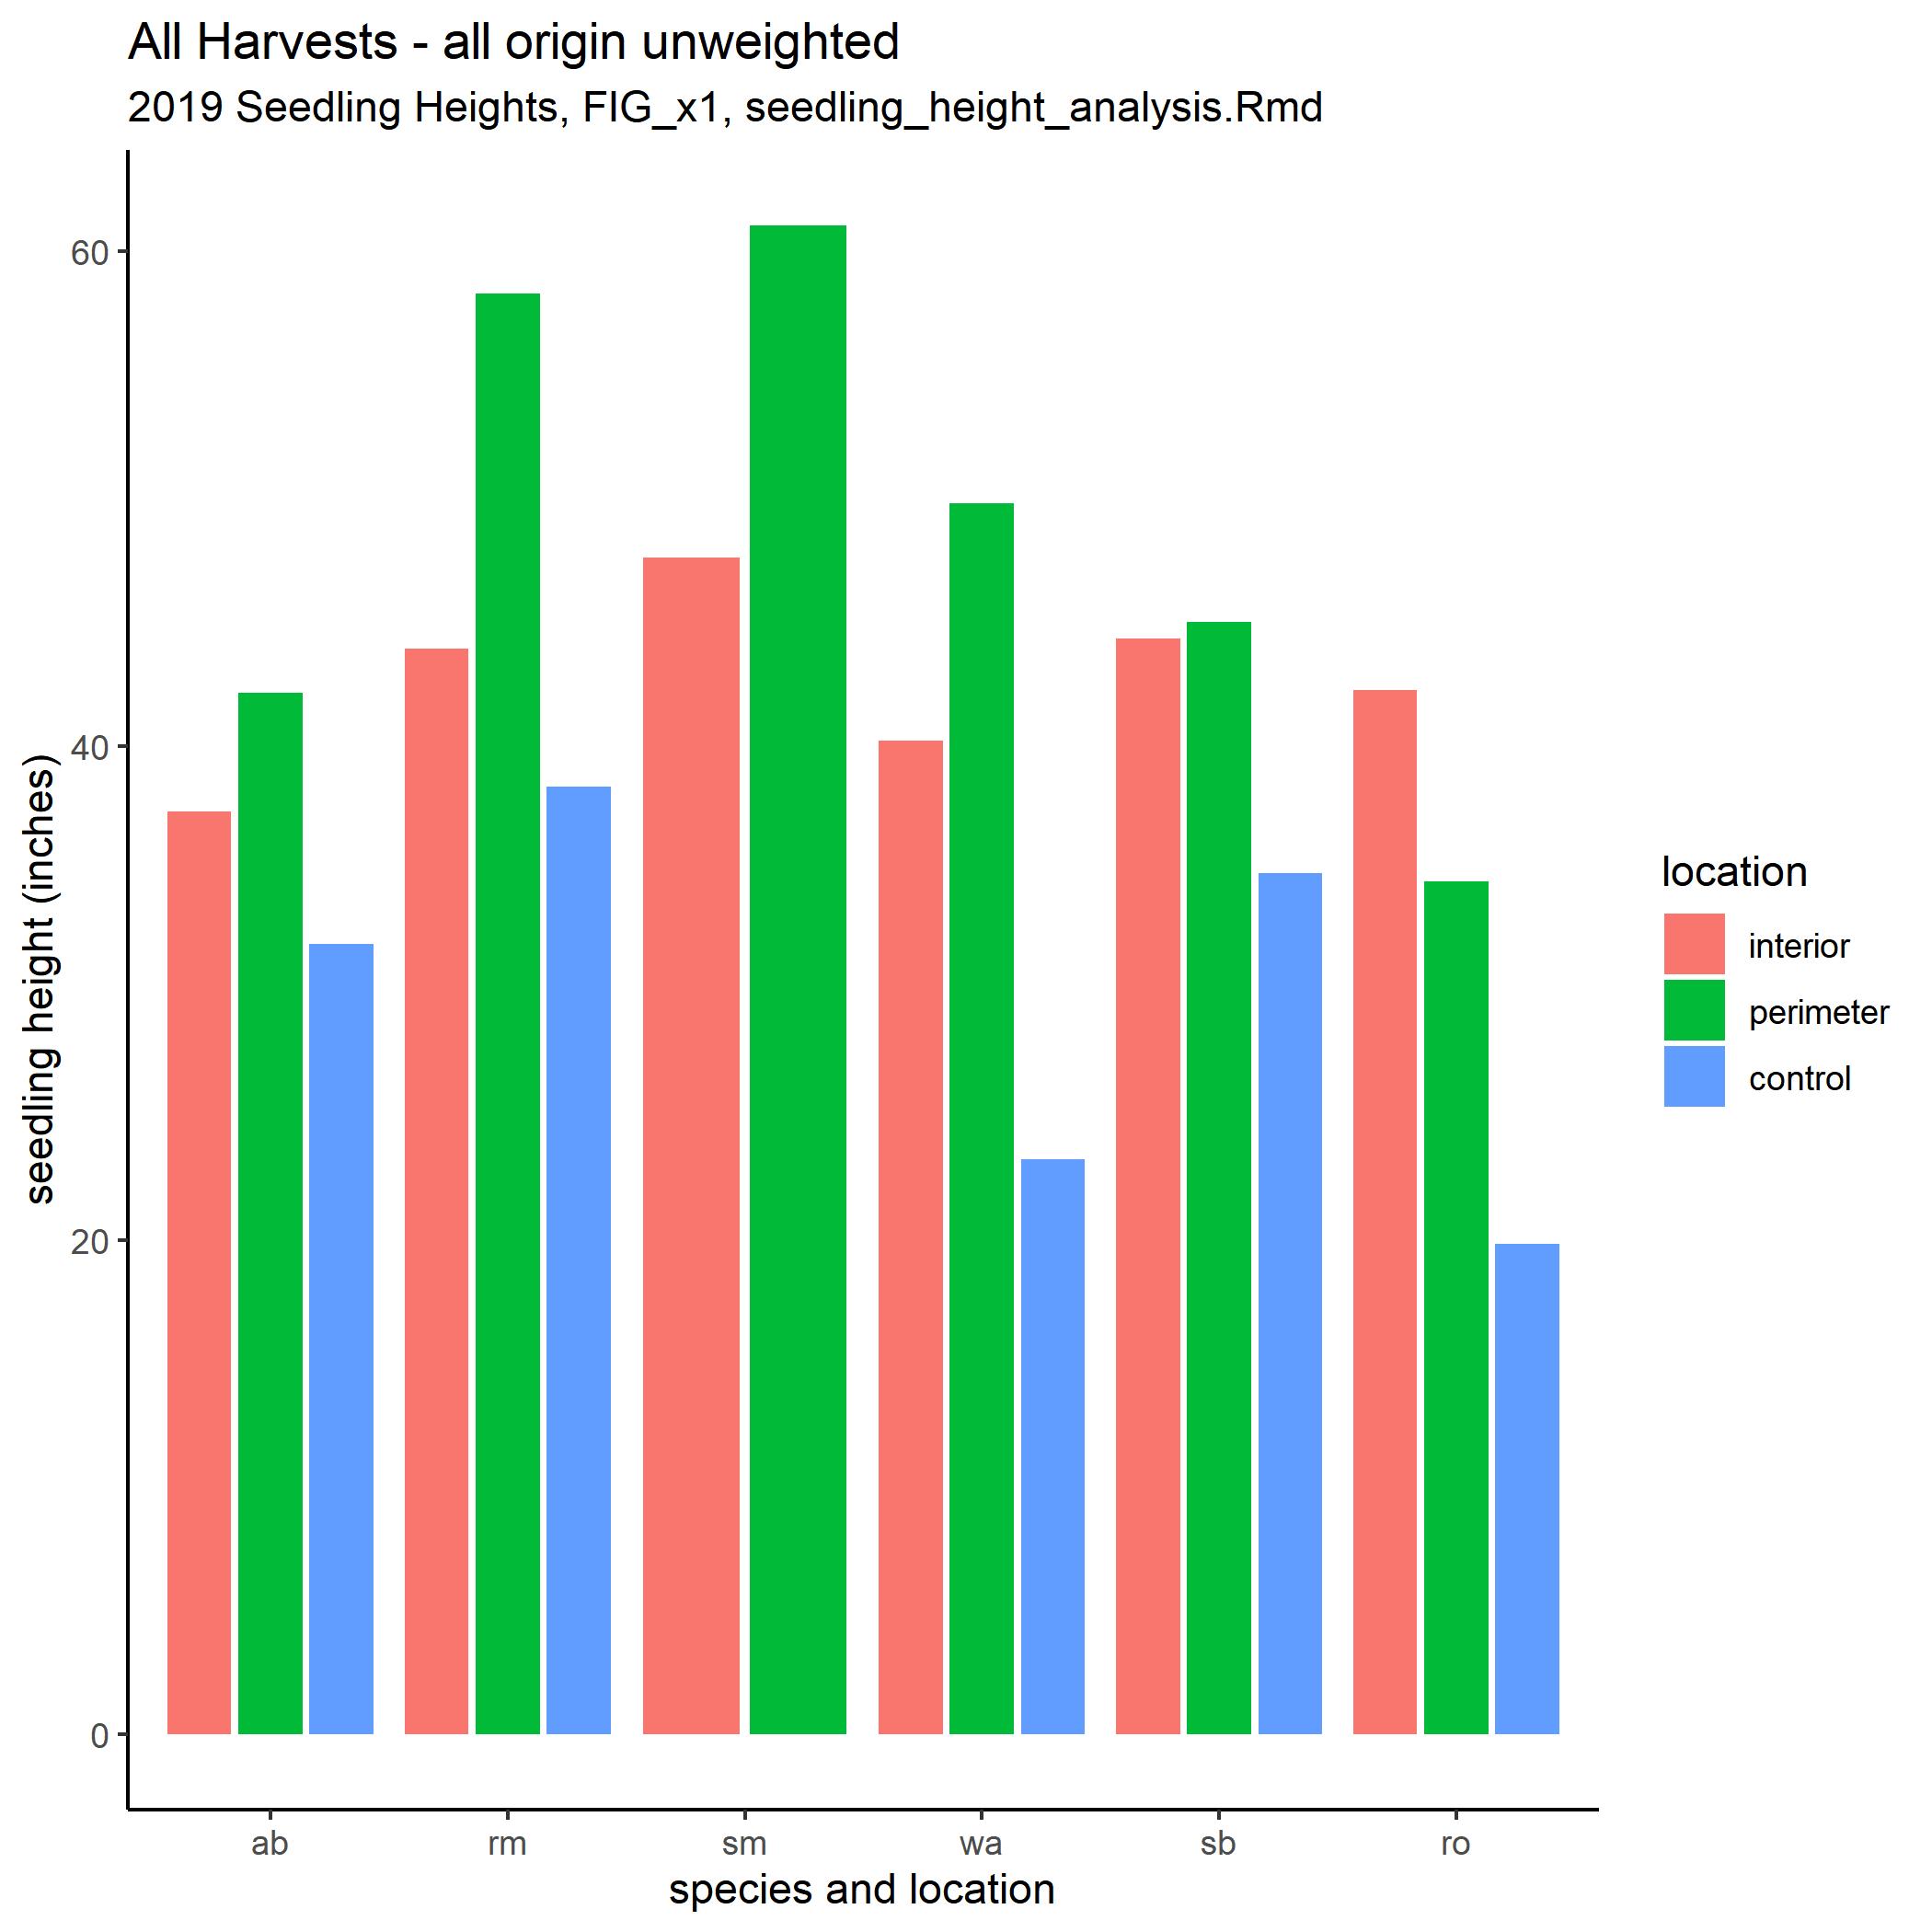 All Harvests - all origin unweighted
2019 Seedling Heights, FIG_x1, seedling_height_analysis.Rmd
60
40
20
0
seedling height (inches)
ab
rm
sm
wa
sb
ro
species and location
location
interior
perimeter
control